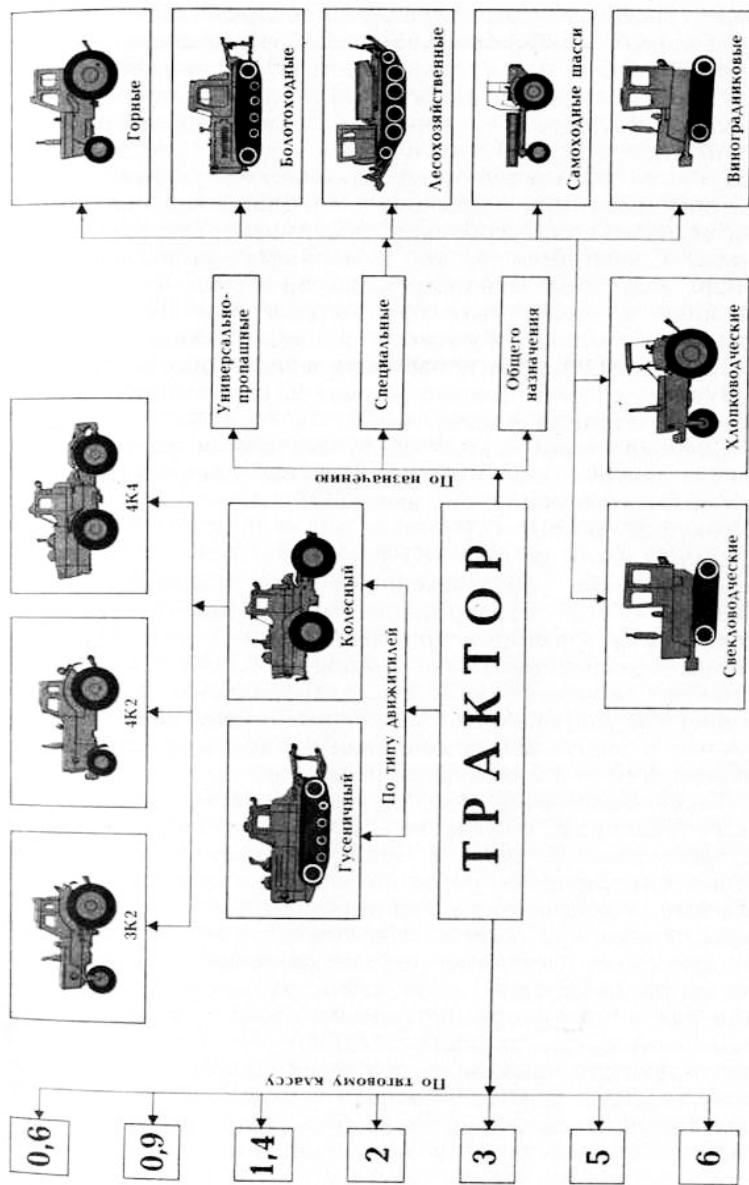 0,6
0,9
1,4
2
3
5
6
По тяговому классу
3К2
4К2
4К4
Гусеничный
Колесный
По типу движитилей
ТРАКТОР
По назначению
Универсально-
пропашные
Специальные
Общего
назначения
Горные
Болотоходные
Лесохозяйственные
Самоходные шасси
Виноградниковые
Свекловодческие
Хлопководческие